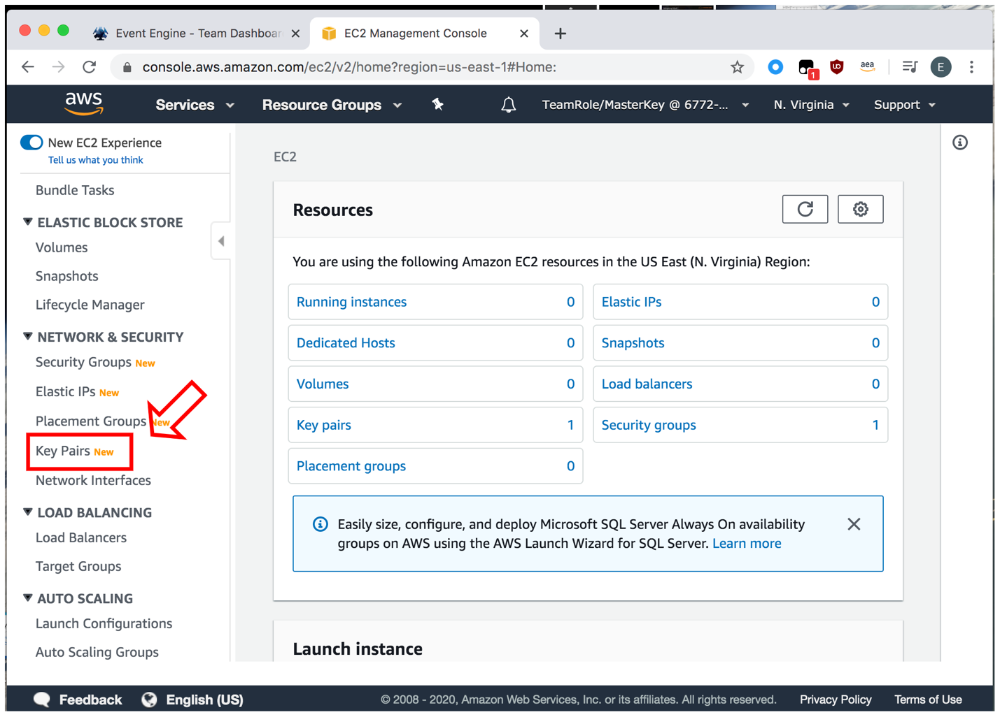 Event Engine - Team Dashboar
EC2 Management Console
console.aws.amazon.com/ec2/v2/home?region=us-east-1#Home:
1
uo
aea
E
aws
Services
Resource Groups
TeamRole/MasterKey @ 6772-...
N. Virginia
Support
New EC2 Experience
Tell us what you think
Bundle Tasks
ELASTIC BLOCK STORE
Volumes
Snapshots
Lifecycle Manager
NETWORK & SECURITY
Security Groups New
Elastic IPs New
Placement Groups New
Key Pairs New
Network Interfaces
LOAD BALANCING
Load Balancers
Target Groups
AUTO SCALING
Launch Configurations
Auto Scaling Groups
EC2
Resources
You are using the following Amazon EC2 resources in the US East (N. Virginia) Region:
Running instances 0
Elastic IPs 0
Dedicated Hosts 0
Snapshots 0
Volumes 0
Load balancers 0
Key pairs 1
Security groups 1
Placement groups 0
Easily size, configure, and deploy Microsoft SQL Server Always On availability
groups on AWS using the AWS Launch Wizard for SQL Server. Learn more
Launch instance
Feedback
English (US)
© 2008 - 2020, Amazon Web Services, Inc. or its affiliates. All rights reserved.
Privacy Policy
Terms of Use